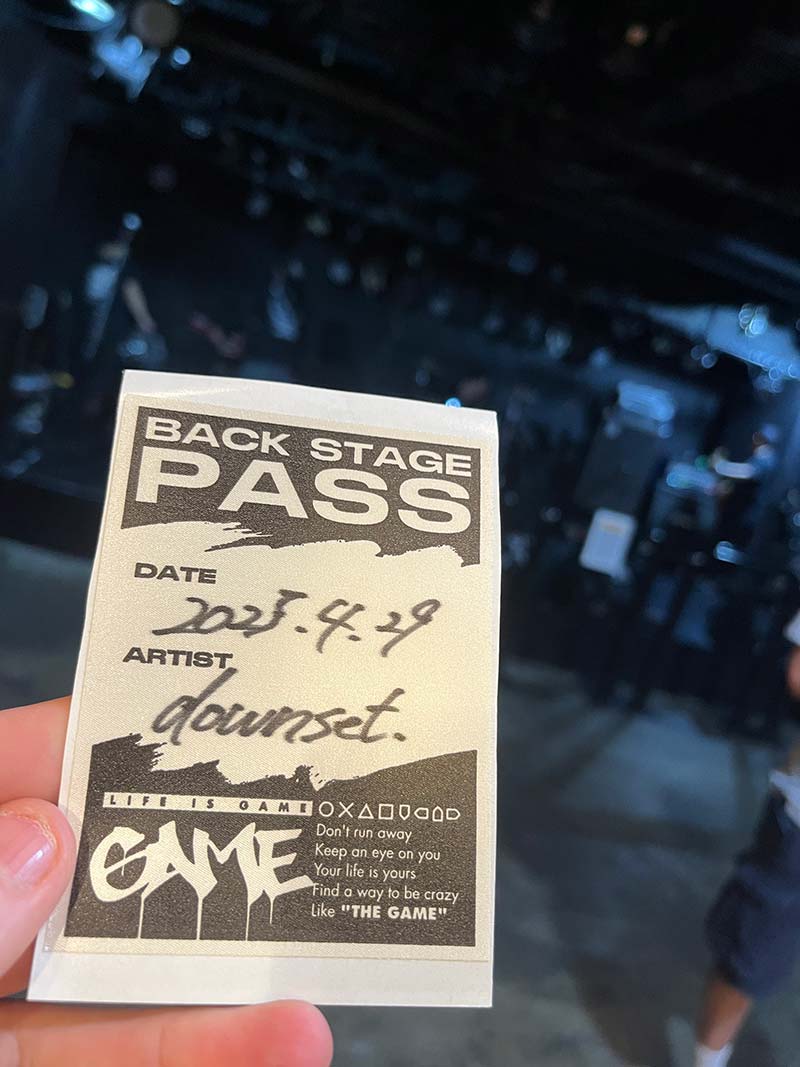 BACK STAGE
PASS
DATE
2025.4.29
ARTIST
downset.
LIFE IS GAME
GAME
Don't run away
Keep an eye on you
Your life is yours
Find a way to be crazy
Like "THE GAME"